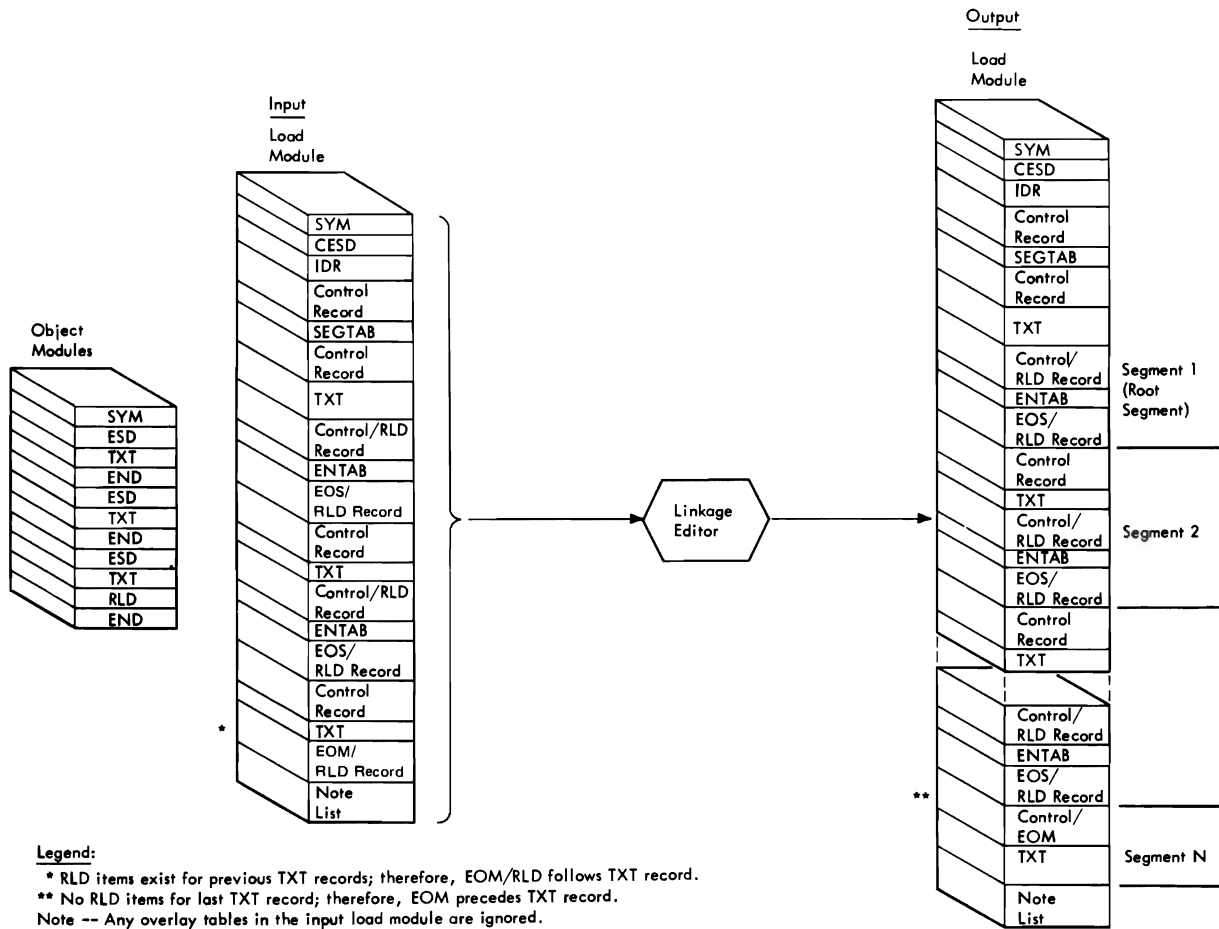 Object
Modules
SYM
ESD
TXT
END
ESD
TXT
END
ESD
TXT
RLD
END
Input
Load
Module
SYM
CESD
IDR
Control
Record
SEGTAB
Control
Record
TXT
Control/RLD
Record
ENTAB
EOS/
RLD Record
Control
Record
TXT
Control/RLD
Record
ENTAB
EOS/
RLD Record
Control
Record
TXT
*
EOM/
RLD Record
Note
List
Linkage
Editor
Output
Load
Module
SYM
CESD
IDR
Control
Record
SEGTAB
Control
Record
TXT
Control/
RLD Record
ENTAB
EOS/
RLD Record
Segment 1
(Root
Segment)
Control
Record
TXT
Control/
RLD Record
ENTAB
EOS/
RLD Record
Segment 2
Control
Record
TXT
Control/
RLD Record
ENTAB
EOS/
RLD Record
**
Control/
EOM
TXT
Segment N
Note
List
Legend:
* RLD items exist for previous TXT records; therefore, EOM/RLD follows TXT record.
** No RLD items for last TXT record; therefore, EOM precedes TXT record.
Note -- Any overlay tables in the input load module are ignored.